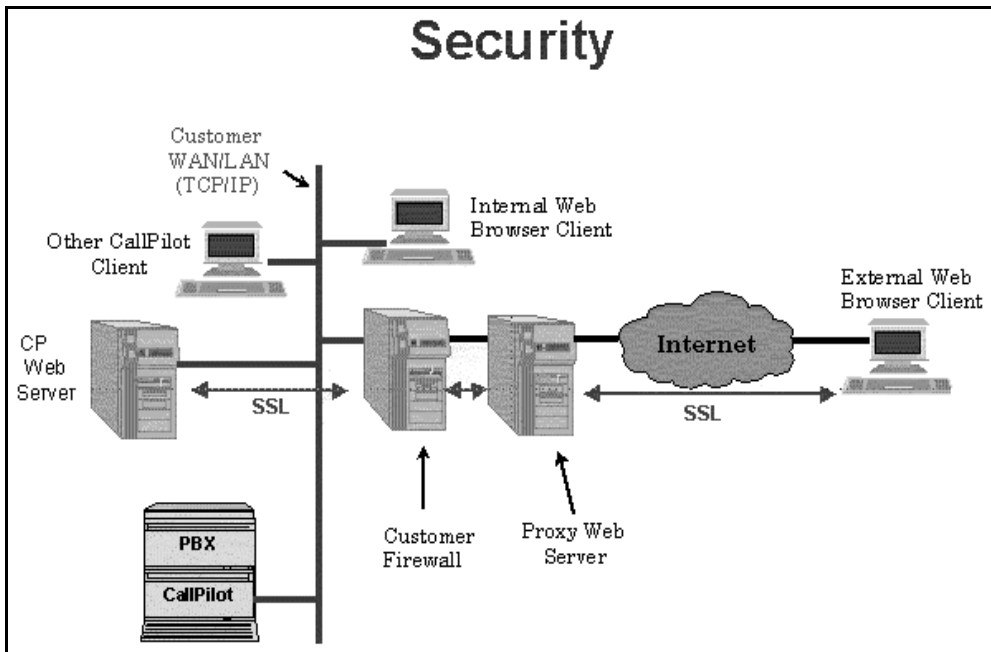 Security
Customer
WAN/LAN
(TCP/IP)
Internal Web
Browser Client
Other CallPilot
Client
External Web
Browser Client
CP
Web
Server
Internet
SSL
SSL
Customer
Firewall
Proxy Web
Server
PBX
CallPilot